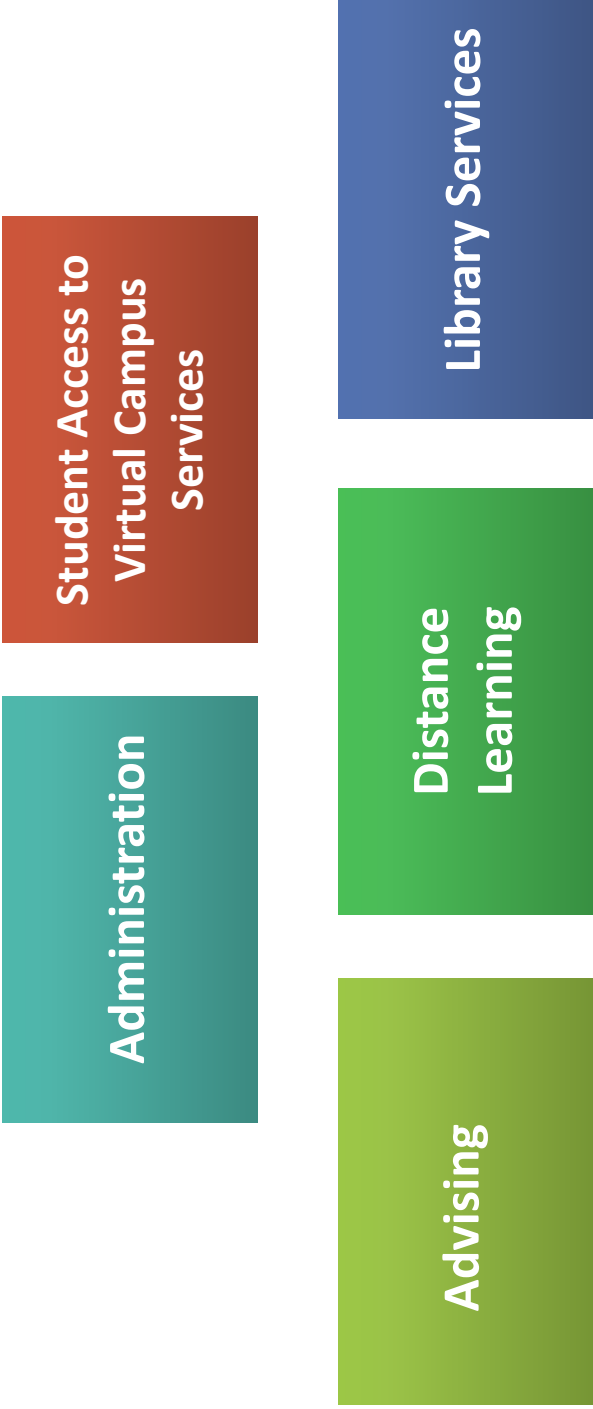 Administration
Student Access to
Virtual Campus
Services
Advising
Distance
Learning
Library Services